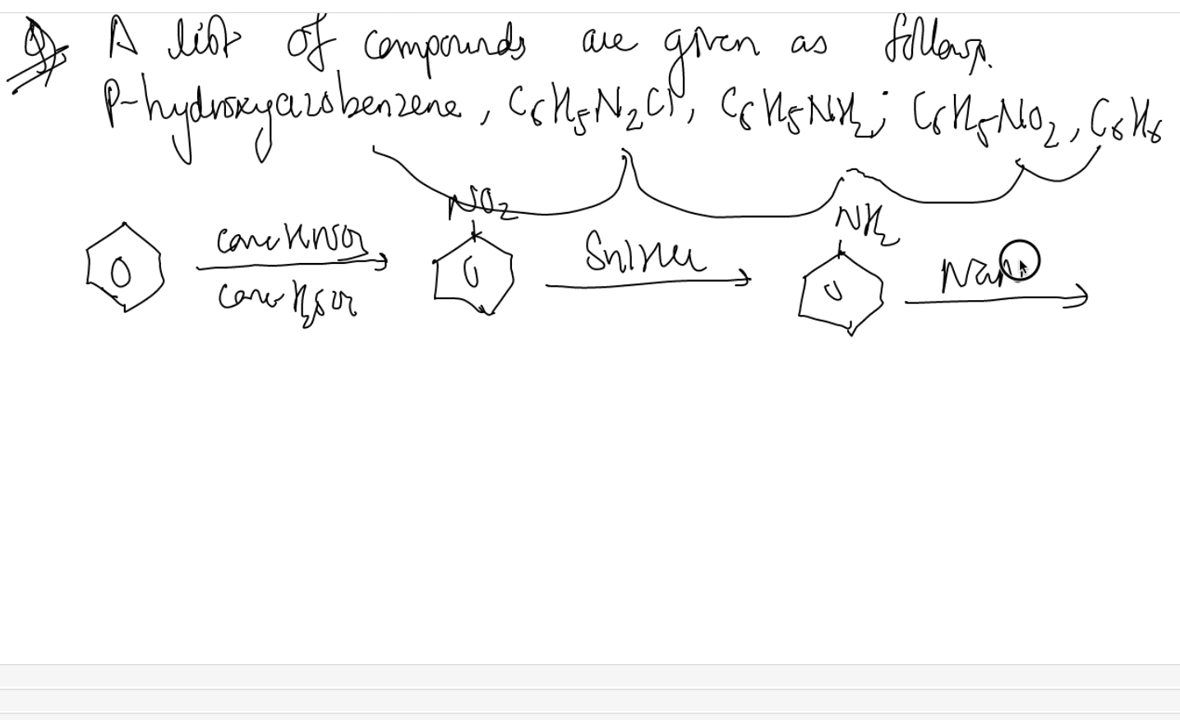 Q) A list of compounds are given as follows.
P-hydroxyazobenzene, C6H5N2Cl, C6H5NH2; C6H5NO2, C6H6
NO2
NH2
conc HNO3
Sn/HCl
Na
conc H2SO4